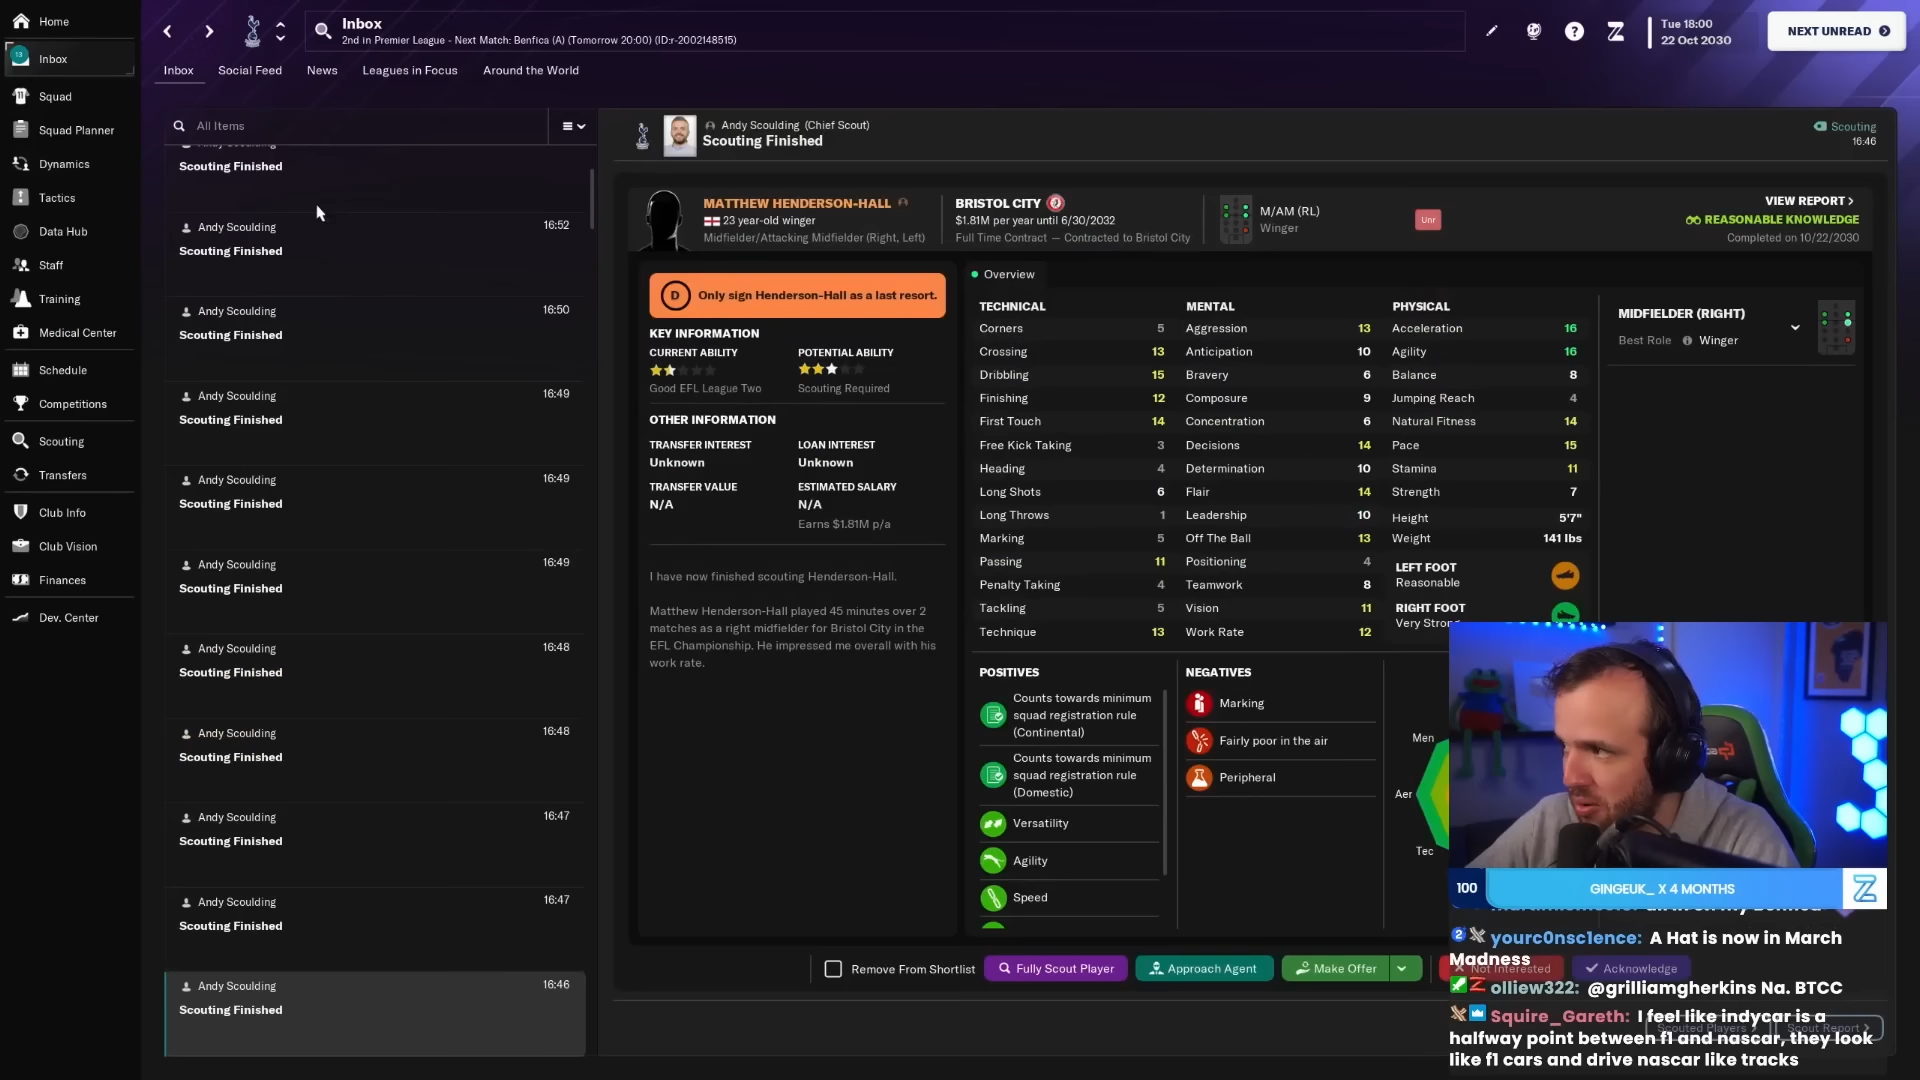 Home
13
Inbox
Squad
Squad Planner
Dynamics
Tactics
Data Hub
Staff
Training
Medical Center
Schedule
Competitions
Scouting
Transfers
Club Info
Club Vision
Finances
Dev. Center
Inbox
2nd in Premier League - Next Match: Benfica (A) (Tomorrow 20:00) (ID:r-2002148515)
Tue 18:00
22 Oct 2030
NEXT UNREAD
Inbox
Social Feed
News
Leagues in Focus
Around the World
All Items
Scouting Finished
Andy Scoulding 16:52
Scouting Finished
Andy Scoulding 16:50
Scouting Finished
Andy Scoulding 16:49
Scouting Finished
Andy Scoulding 16:49
Scouting Finished
Andy Scoulding 16:49
Scouting Finished
Andy Scoulding 16:48
Scouting Finished
Andy Scoulding 16:48
Scouting Finished
Andy Scoulding 16:47
Scouting Finished
Andy Scoulding 16:47
Scouting Finished
Andy Scoulding 16:46
Scouting Finished
Andy Scoulding (Chief Scout)
Scouting Finished
Scouting
16:46
MATTHEW HENDERSON-HALL
23 year-old winger
Midfielder/Attacking Midfielder (Right, Left)
BRISTOL CITY
$1.81M per year until 6/30/2032
Full Time Contract — Contracted to Bristol City
M/AM (RL)
Winger
Unr
VIEW REPORT >
REASONABLE KNOWLEDGE
Completed on 10/22/2030
D Only sign Henderson-Hall as a last resort.
KEY INFORMATION
CURRENT ABILITY
Good EFL League Two
POTENTIAL ABILITY
Scouting Required
OTHER INFORMATION
TRANSFER INTEREST
Unknown
LOAN INTEREST
Unknown
TRANSFER VALUE
N/A
ESTIMATED SALARY
N/A
Earns $1.81M p/a
I have now finished scouting Henderson-Hall.
Matthew Henderson-Hall played 45 minutes over 2
matches as a right midfielder for Bristol City in the
EFL Championship. He impressed me overall with his
work rate.
Overview
TECHNICAL
Corners 5
Crossing 13
Dribbling 15
Finishing 12
First Touch 14
Free Kick Taking 3
Heading 4
Long Shots 6
Long Throws 1
Marking 5
Passing 11
Penalty Taking 4
Tackling 5
Technique 13
MENTAL
Aggression 13
Anticipation 10
Bravery 6
Composure 9
Concentration 6
Decisions 14
Determination 10
Flair 14
Leadership 10
Off The Ball 13
Positioning 4
Teamwork 8
Vision 11
Work Rate 12
PHYSICAL
Acceleration 16
Agility 16
Balance 8
Jumping Reach 4
Natural Fitness 14
Pace 15
Stamina 11
Strength 7
Height 5'7"
Weight 141 lbs
LEFT FOOT
Reasonable
RIGHT FOOT
Very Strong
MIDFIELDER (RIGHT)
Best Role Winger
POSITIVES
Counts towards minimum
squad registration rule
(Continental)
Counts towards minimum
squad registration rule
(Domestic)
Versatility
Agility
Speed
NEGATIVES
Marking
Fairly poor in the air
Peripheral
Men
Aer
Tec
Remove From Shortlist
Fully Scout Player
Approach Agent
Make Offer
Not Interested
Acknowledge
Scouted Players >
Scout Report >
100 GINGEUK_ X 4 MONTHS Z
2 yourc0nsc1ence: A Hat is now in March
Madness
olliew322: @grilliamgherkins Na. BTCC
Squire_Gareth: I feel like indycar is a
halfway point between f1 and nascar, they look
like f1 cars and drive nascar like tracks